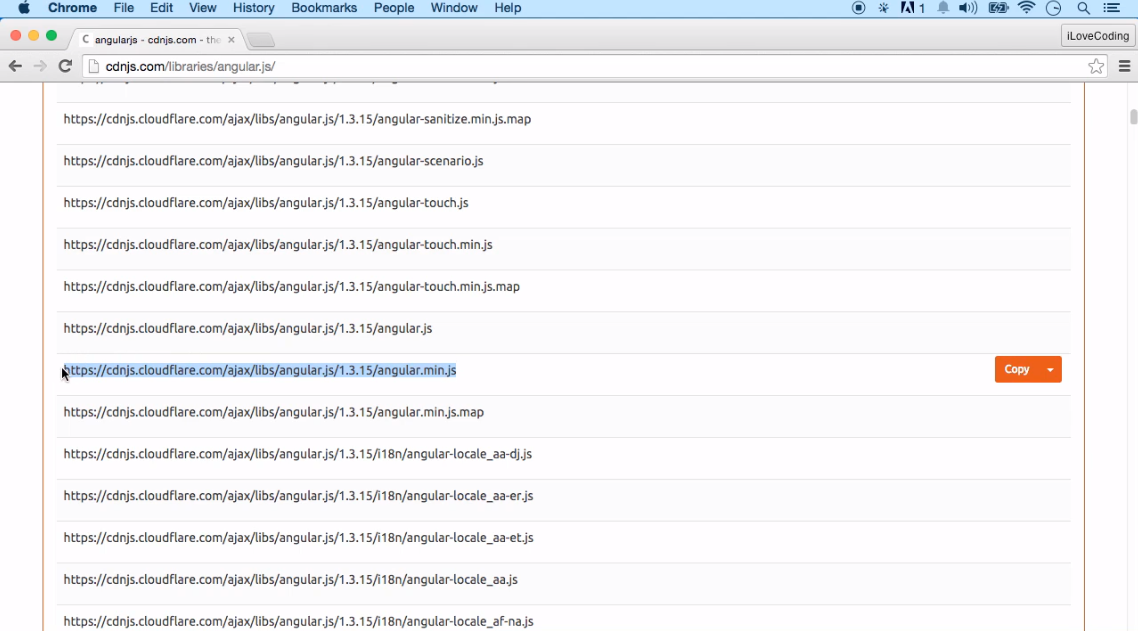 Chrome File Edit View History Bookmarks People Window Help 1
angularjs - cdnjs.com - the
iLoveCoding
cdnjs.com/libraries/angular.js/
https://cdnjs.cloudflare.com/ajax/libs/angular.js/1.3.15/angular-sanitize.min.js.map
https://cdnjs.cloudflare.com/ajax/libs/angular.js/1.3.15/angular-scenario.js
https://cdnjs.cloudflare.com/ajax/libs/angular.js/1.3.15/angular-touch.js
https://cdnjs.cloudflare.com/ajax/libs/angular.js/1.3.15/angular-touch.min.js
https://cdnjs.cloudflare.com/ajax/libs/angular.js/1.3.15/angular-touch.min.js.map
https://cdnjs.cloudflare.com/ajax/libs/angular.js/1.3.15/angular.js
https://cdnjs.cloudflare.com/ajax/libs/angular.js/1.3.15/angular.min.js Copy
https://cdnjs.cloudflare.com/ajax/libs/angular.js/1.3.15/angular.min.js.map
https://cdnjs.cloudflare.com/ajax/libs/angular.js/1.3.15/i18n/angular-locale_aa-dj.js
https://cdnjs.cloudflare.com/ajax/libs/angular.js/1.3.15/i18n/angular-locale_aa-er.js
https://cdnjs.cloudflare.com/ajax/libs/angular.js/1.3.15/i18n/angular-locale_aa-et.js
https://cdnjs.cloudflare.com/ajax/libs/angular.js/1.3.15/i18n/angular-locale_aa.js
https://cdnjs.cloudflare.com/ajax/libs/angular.js/1.3.15/i18n/angular-locale_af-na.js